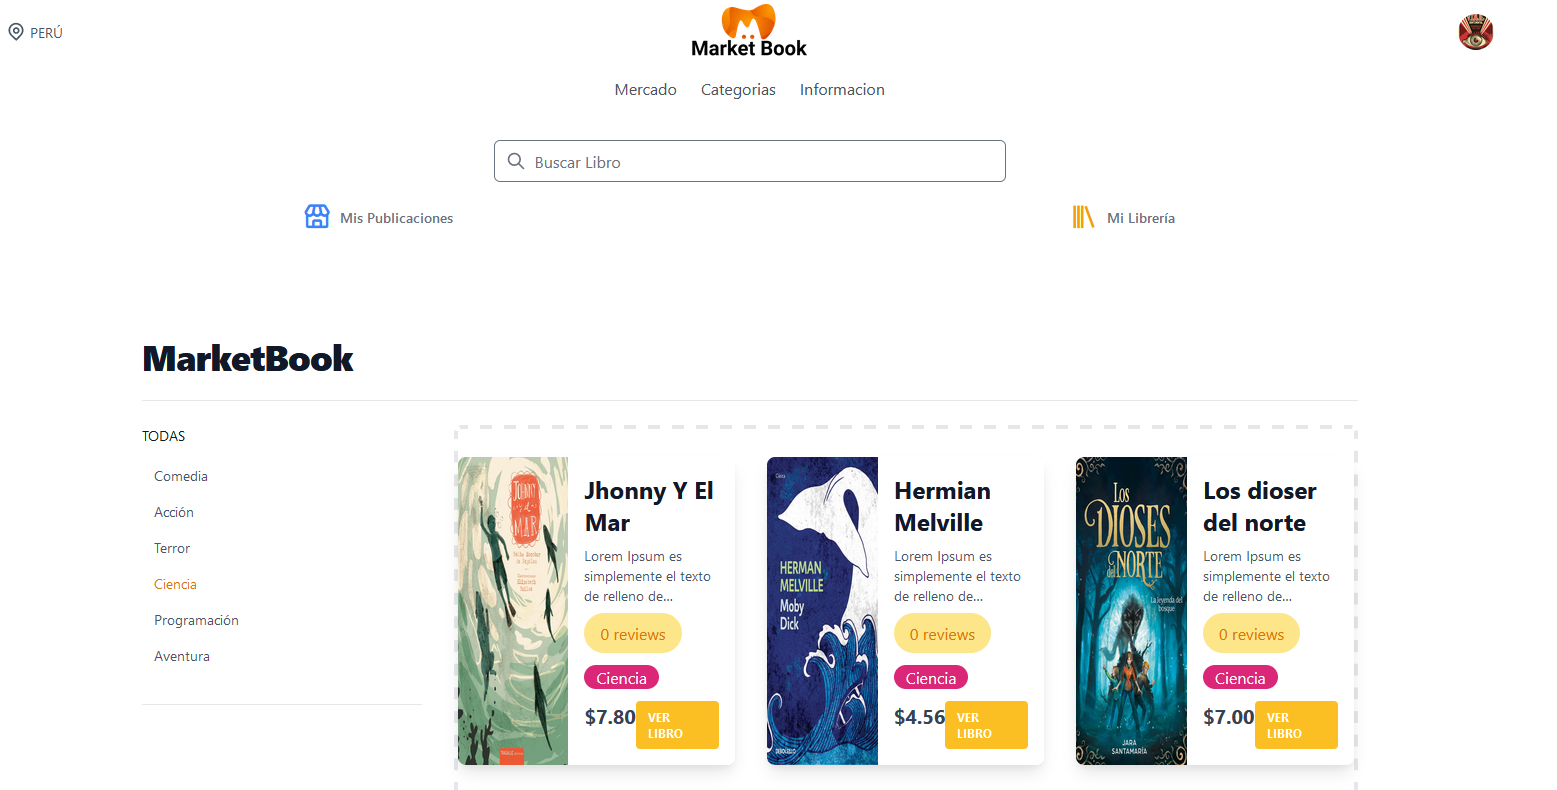 PERÚ
Market Book
Mercado Categorias Informacion
Buscar Libro
Mis Publicaciones
Mi Librería
MarketBook
TODAS
Comedia
Acción
Terror
Ciencia
Programación
Aventura
JOHNNY
y el
MAR
Jhonny Y El
Mar
Lorem Ipsum es
simplemente el texto
de relleno de...
0 reviews
Ciencia
$7.80
VER
LIBRO
HERMAN
MELVILLE
Moby
Dick
DEBOLS!LLO
Hermian
Melville
Lorem Ipsum es
simplemente el texto
de relleno de...
0 reviews
Ciencia
$4.56
VER
LIBRO
LOS
DIOSES
del NORTE
La leyenda del
bosque
JARA
SANTAMARÍA
Los dioser
del norte
Lorem Ipsum es
simplemente el texto
de relleno de...
0 reviews
Ciencia
$7.00
VER
LIBRO